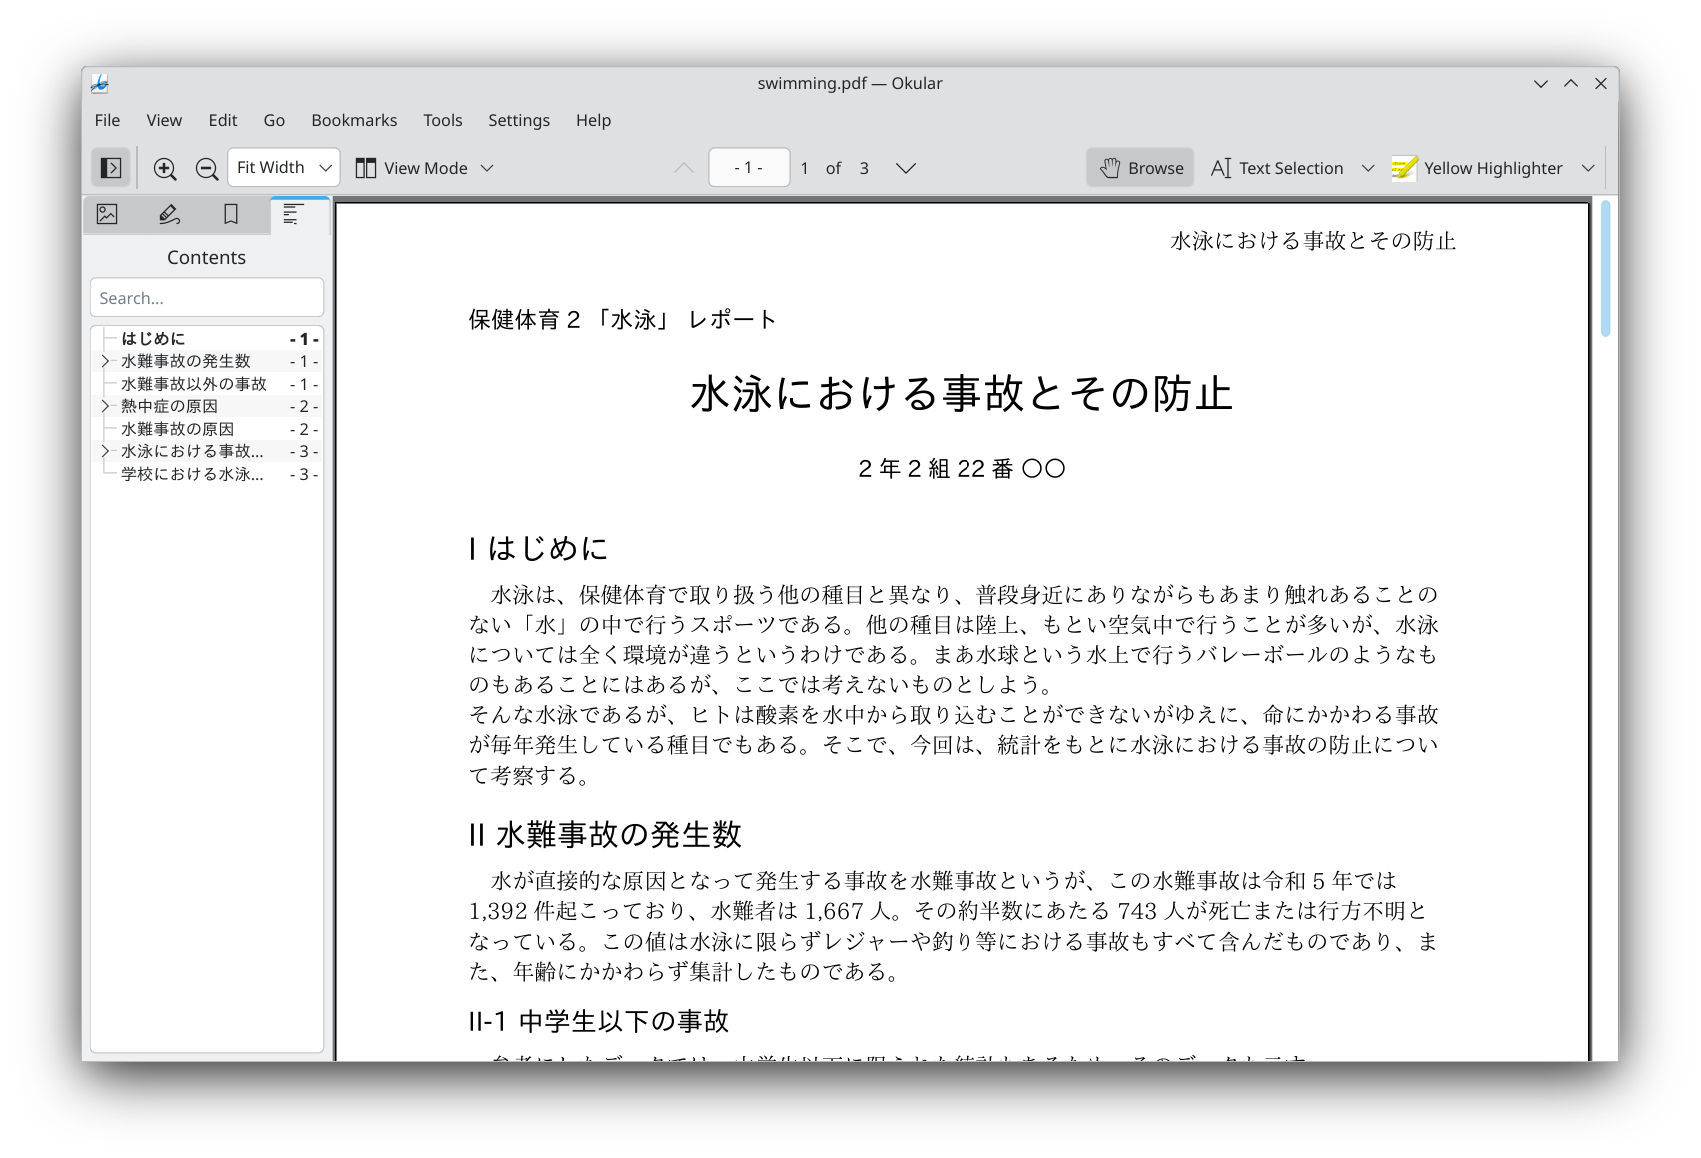 swimming.pdf — Okular
File View Edit Go Bookmarks Tools Settings Help
Fit Width View Mode - 1 - 1 of 3 Browse Text Selection Yellow Highlighter
Contents
Search...
はじめに - 1 -
水難事故の発生数 - 1 -
水難事故以外の事故 - 1 -
熱中症の原因 - 2 -
水難事故の原因 - 2 -
水泳における事故... - 3 -
学校における水泳... - 3 -
水泳における事故とその防止
保健体育 2 「水泳」 レポート
水泳における事故とその防止
2 年 2 組 22 番 〇〇
I はじめに
水泳は、保健体育で取り扱う他の種目と異なり、普段身近にありながらもあまり触れあることの
ない「水」の中で行うスポーツである。他の種目は陸上、もとい空気中で行うことが多いが、水泳
については全く環境が違うというわけである。まあ水球という水上で行うバレーボールのようなも
のもあることにはあるが、ここでは考えないものとしよう。
そんな水泳であるが、ヒトは酸素を水中から取り込むことができないがゆえに、命にかかわる事故
が毎年発生している種目でもある。そこで、今回は、統計をもとに水泳における事故の防止につい
て考察する。
II 水難事故の発生数
水が直接的な原因となって発生する事故を水難事故というが、この水難事故は令和 5 年では
1,392 件起こっており、水難者は 1,667 人。その約半数にあたる 743 人が死亡または行方不明と
なっている。この値は水泳に限らずレジャーや釣り等における事故もすべて含んだものであり、ま
た、年齢にかかわらず集計したものである。
II-1 中学生以下の事故